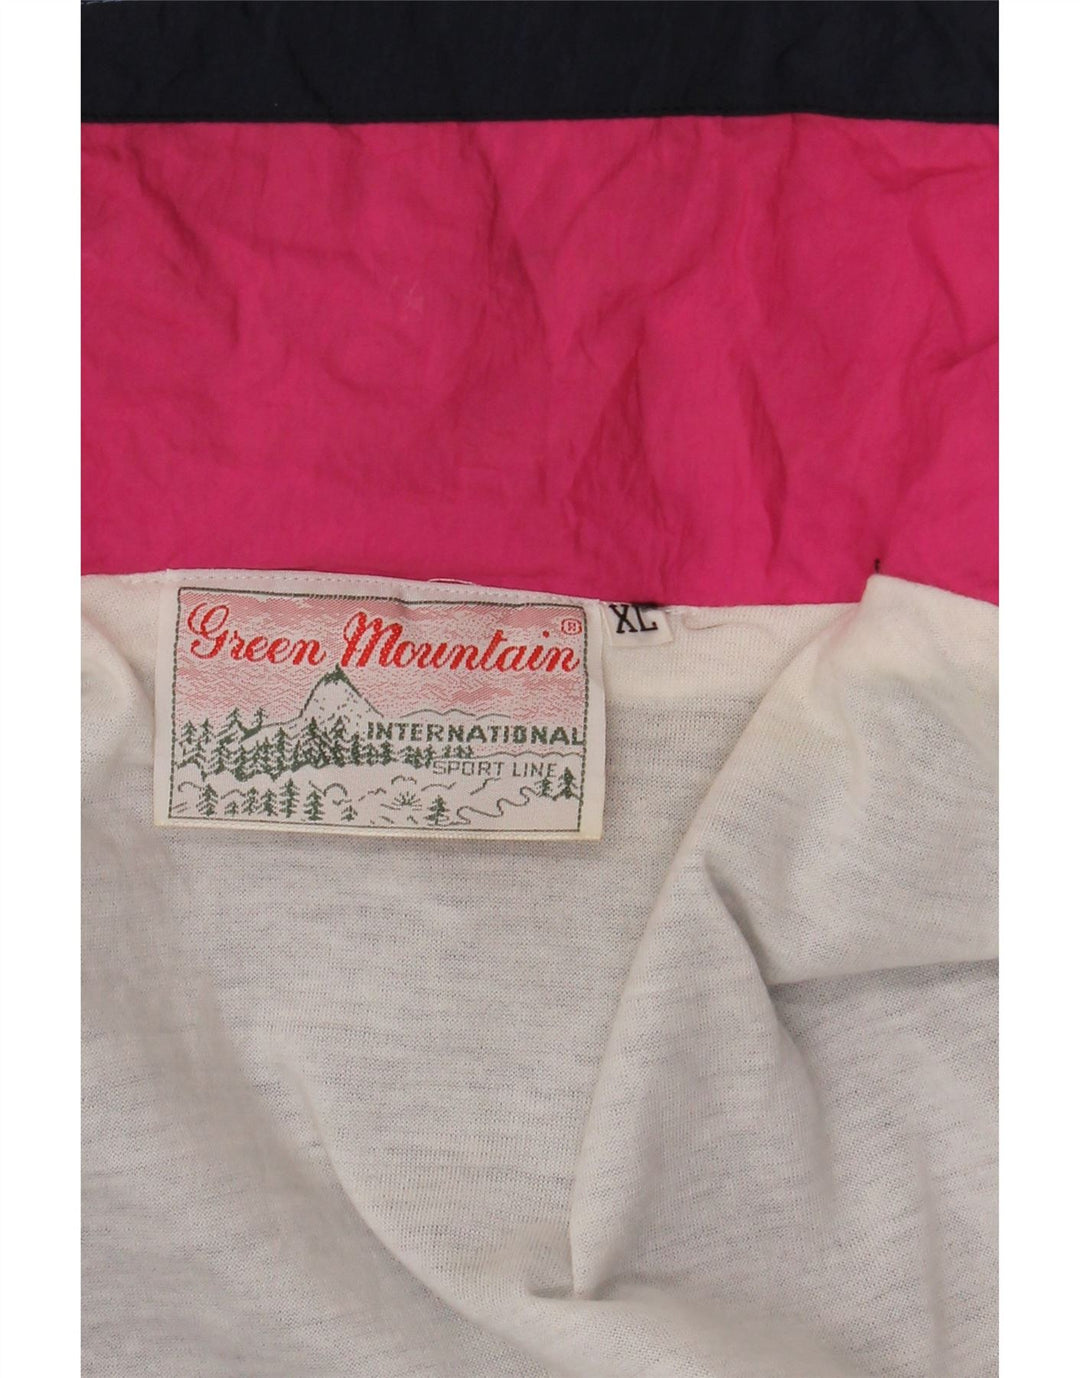 Green Mountain®
XL
INTERNATIONAL
SPORT LINE